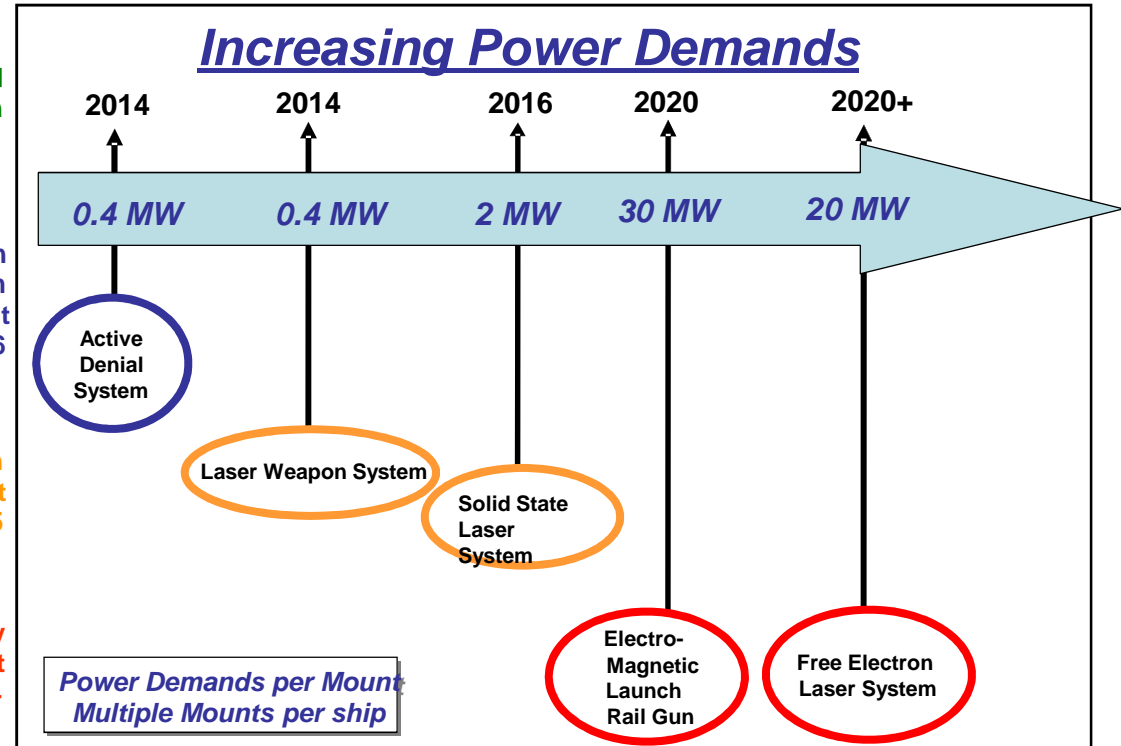 Increasing Power Demands
2014
2014
2016
2020
2020+
0.4 MW
0.4 MW
2 MW
30 MW
20 MW
Active
Denial
System
Laser Weapon System
Solid State
Laser
System
Electro-
Magnetic
Launch
Rail Gun
Free Electron
Laser System
Power Demands per Mount
Multiple Mounts per ship